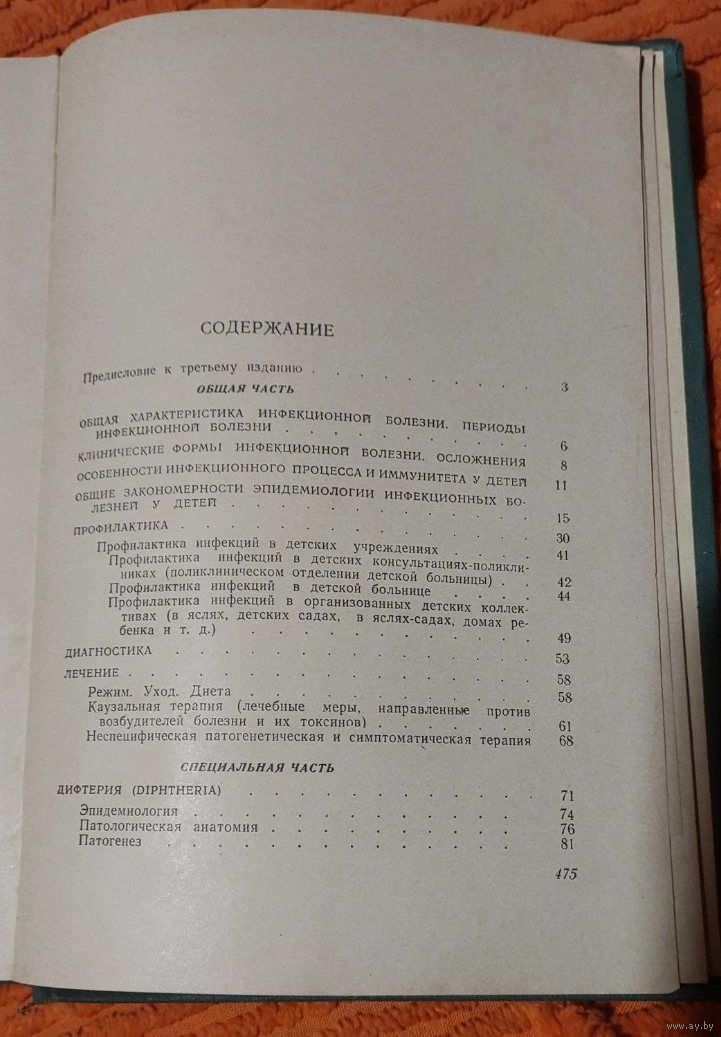 СОДЕРЖАНИЕ
Предисловие к третьему изданию . . . . . . . . . . 3
ОБЩАЯ ЧАСТЬ
ОБЩАЯ ХАРАКТЕРИСТИКА ИНФЕКЦИОННОЙ БОЛЕЗНИ. ПЕРИОДЫ
ИНФЕКЦИОННОЙ БОЛЕЗНИ . . . . . . . . . . 6
КЛИНИЧЕСКИЕ ФОРМЫ ИНФЕКЦИОННОЙ БОЛЕЗНИ. ОСЛОЖНЕНИЯ 8
ОСОБЕННОСТИ ИНФЕКЦИОННОГО ПРОЦЕССА И ИММУНИТЕТА У ДЕТЕЙ 11
ОБЩИЕ ЗАКОНОМЕРНОСТИ ЭПИДЕМИОЛОГИИ ИНФЕКЦИОННЫХ БО-
ЛЕЗНЕЙ У ДЕТЕЙ . . . . . . . . . . . . 15
ПРОФИЛАКТИКА . . . . . . . . . . . . . . 30
Профилактика инфекций в детских учреждениях . . . . 41
Профилактика инфекций в детских консультациях-поликли-
никах (поликлиническом отделении детской больницы) . . 42
Профилактика инфекций в детской больнице . . . . 44
Профилактика инфекций в организованных детских коллек-
тивах (в яслях, детских садах, в яслях-садах, домах ре-
бенка и т. д.) . . . . . . . . . . . 49
ДИАГНОСТИКА . . . . . . . . . . . . . . 53
ЛЕЧЕНИЕ . . . . . . . . . . . . . . . . 58
Режим. Уход. Диета . . . . . . . . . . . . 58
Каузальная терапия (лечебные меры, направленные против
возбудителей болезни и их токсинов) . . . . . . . 61
Неспецифическая патогенетическая и симптоматическая терапия 68
СПЕЦИАЛЬНАЯ ЧАСТЬ
ДИФТЕРИЯ (DIPHTHERIA) . . . . . . . . . . 71
Эпидемиология . . . . . . . . . . . . . 74
Патологическая анатомия . . . . . . . . . . 76
Патогенез . . . . . . . . . . . . . . 81
475
www.ay.by